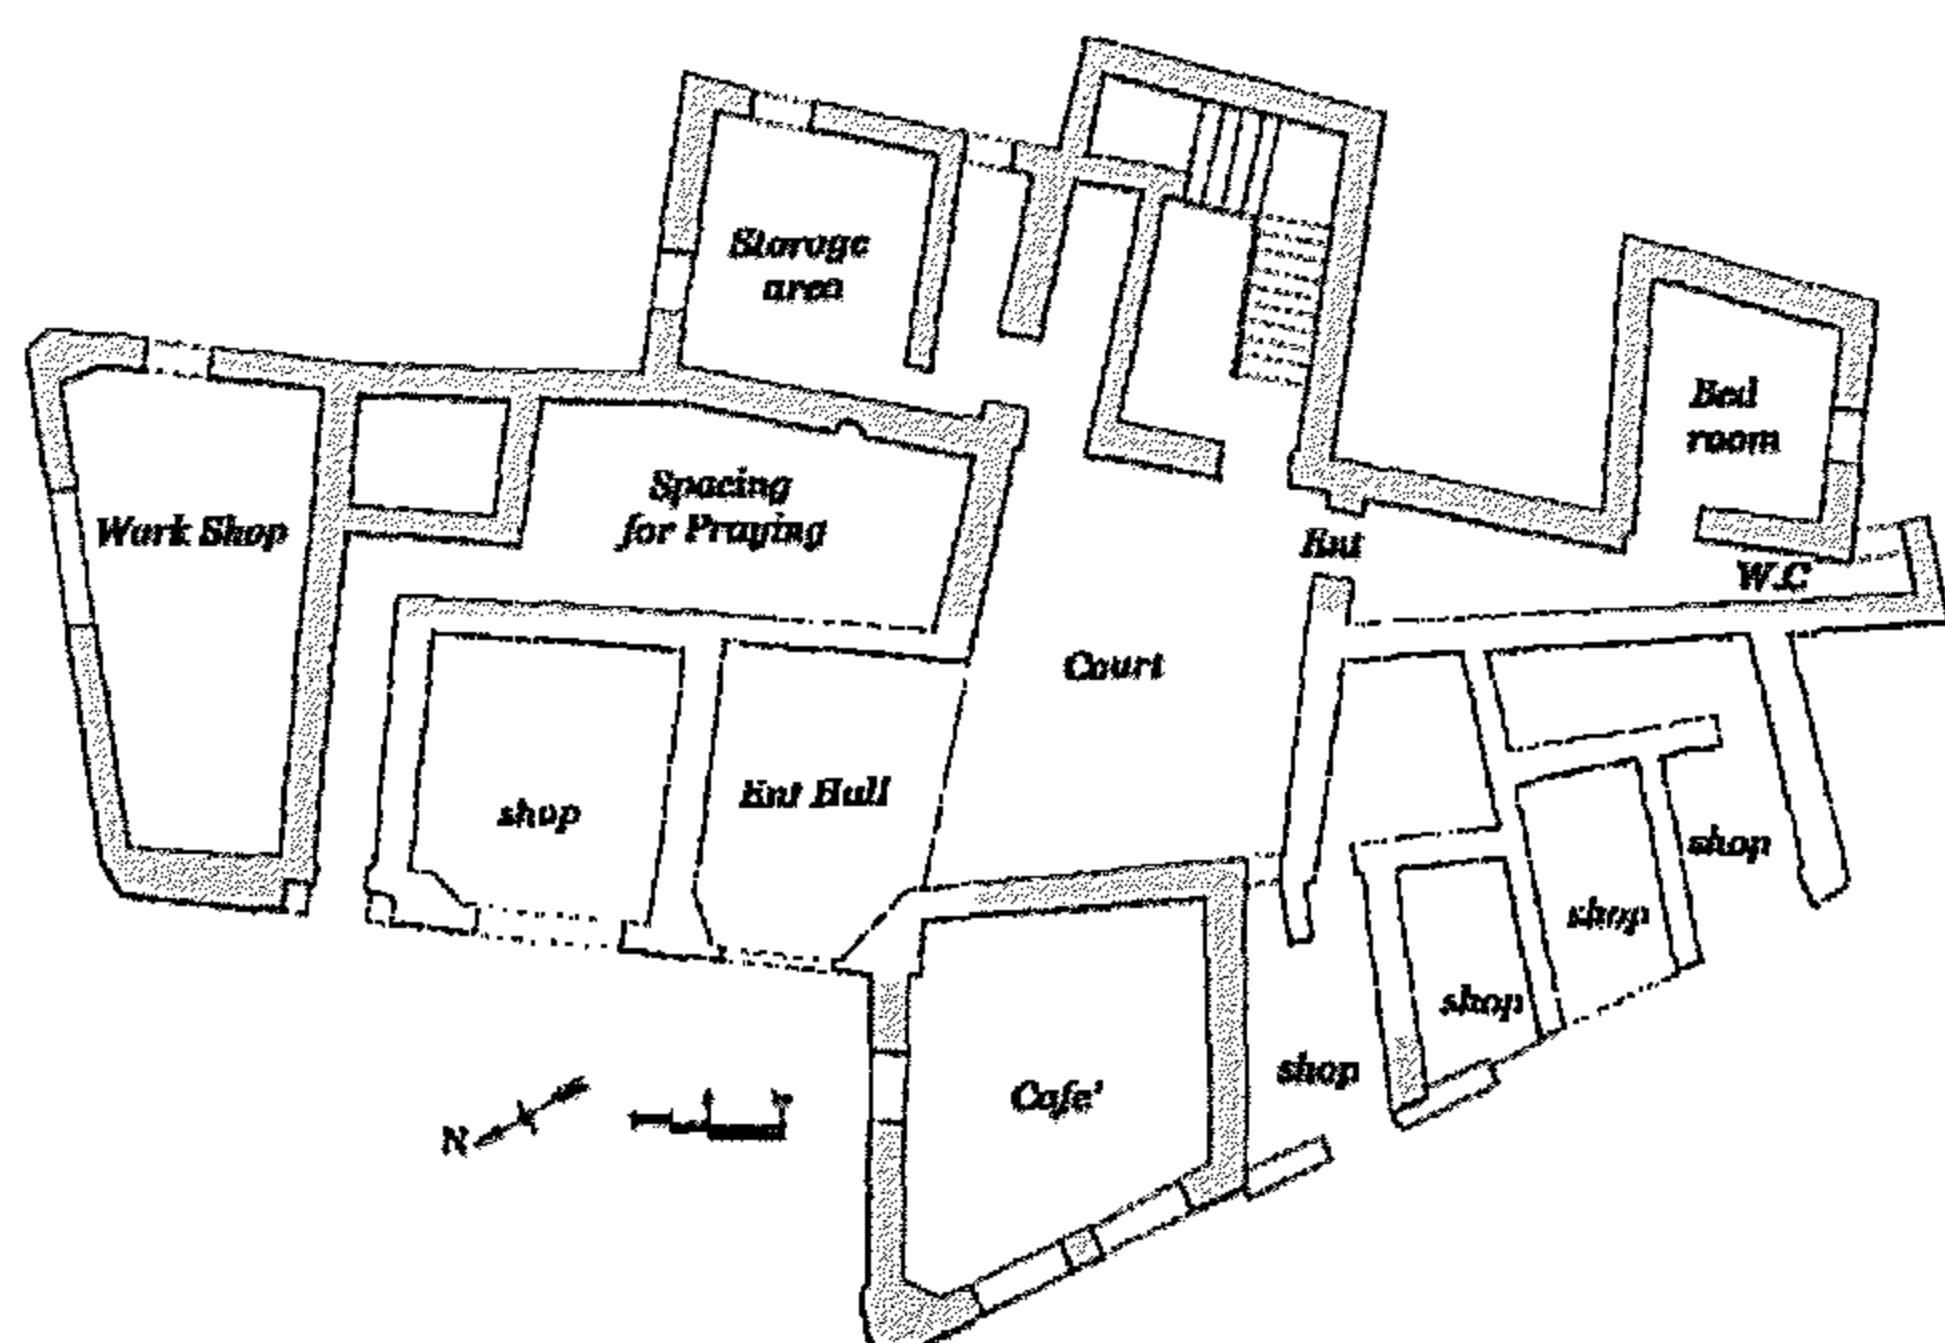 Storage
area
Bed
room
Spacing
for Praying
Work Shop
Ent
W.C
Court
Ent Hall
shop
shop
shop
shop
Cafe'
shop
N